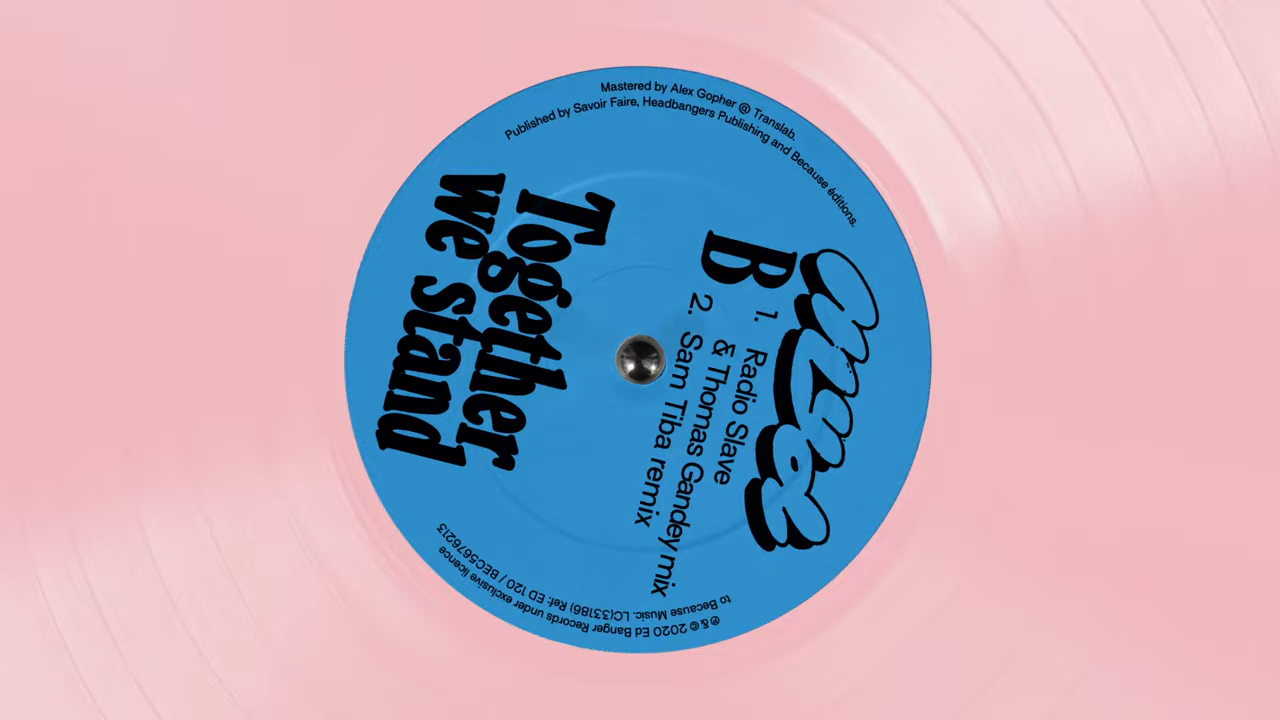 B
1. Radio Slave
& Thomas Gandey mix
2. Sam Tiba remix
Together
we stand
℗ & © 2020 Ed Banger Records under exclusive licence
to Because Music. LC(33186) Ref: ED 120 / BEC5676213
Mastered by Alex Gopher @ Translab.
Published by Savoir Faire, Headbangers Publishing and Because éditions.